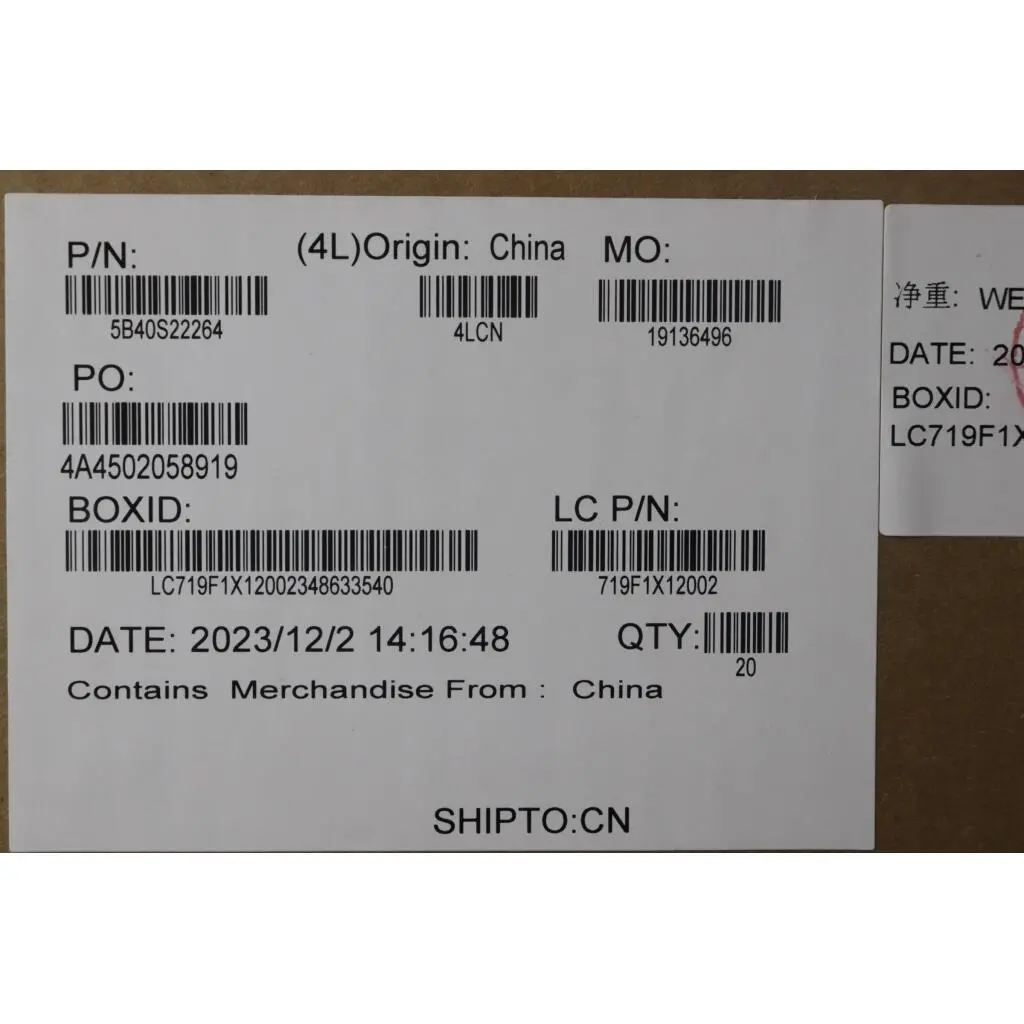 P/N: (4L)Origin: China MO:
5B40S22264 4LCN 19136496
PO:
4A4502058919
BOXID: LC P/N:
LC719F1X12002348633540 719F1X12002
DATE: 2023/12/2 14:16:48 QTY:
20
Contains Merchandise From : China
SHIPTO:CN
净重: WE
DATE: 20
BOXID:
LC719F1X